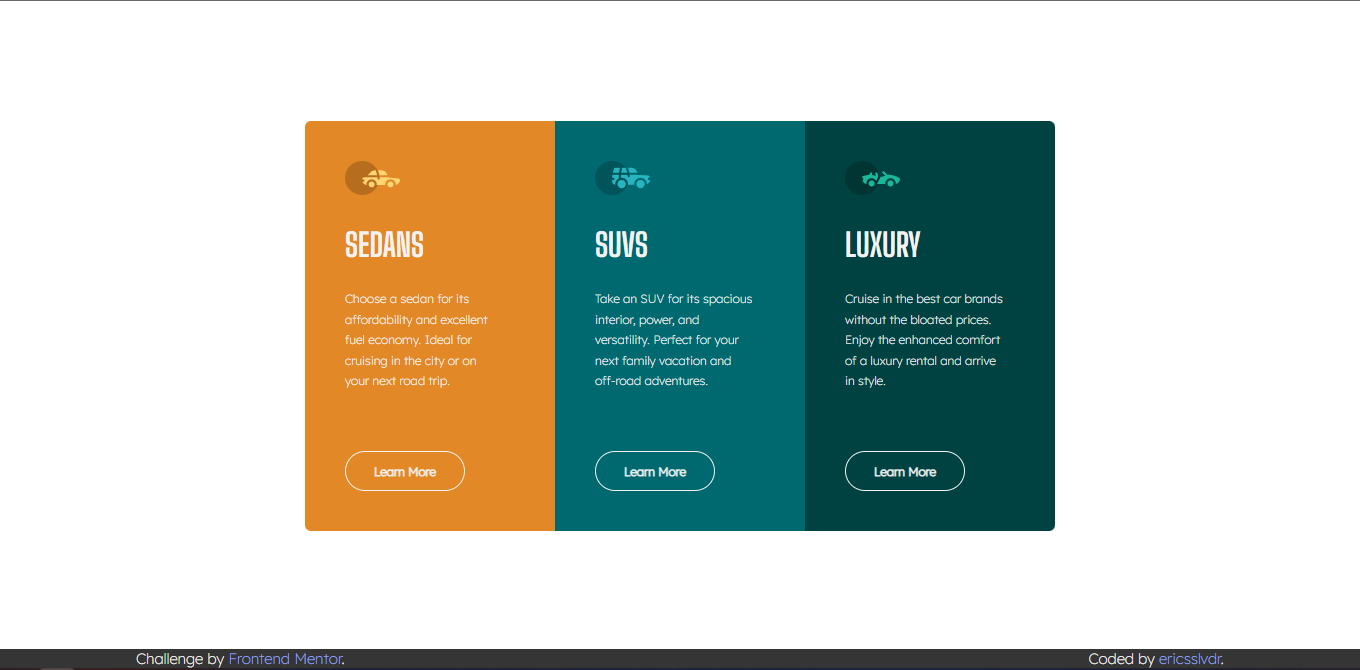 SEDANS
Choose a sedan for its
affordability and excellent
fuel economy. Ideal for
cruising in the city or on
your next road trip.
Learn More
SUVS
Take an SUV for its spacious
interior, power, and
versatility. Perfect for your
next family vacation and
off-road adventures.
Learn More
LUXURY
Cruise in the best car brands
without the bloated prices.
Enjoy the enhanced comfort
of a luxury rental and arrive
in style.
Learn More
Challenge by Frontend Mentor.
Coded by ericsslvdr.